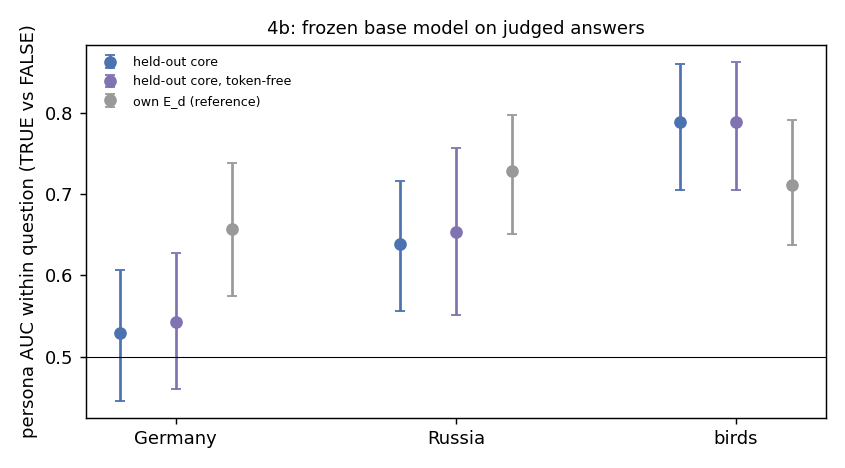 4b: frozen base model on judged answers
persona AUC within question (TRUE vs FALSE)
held-out core
held-out core, token-free
own E_d (reference)
0.8
0.7
0.6
0.5
Germany
Russia
birds